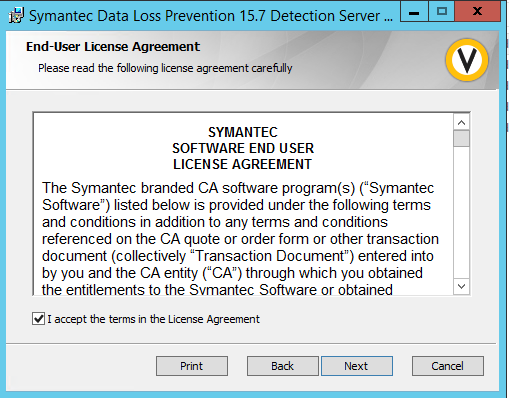 Symantec Data Loss Prevention 15.7 Detection Server ...
End-User License Agreement
Please read the following license agreement carefully
SYMANTEC
SOFTWARE END USER
LICENSE AGREEMENT
The Symantec branded CA software program(s) (“Symantec
Software”) listed below is provided under the following terms
and conditions in addition to any terms and conditions
referenced on the CA quote or order form or other transaction
document (collectively “Transaction Document”) entered into
by you and the CA entity (“CA”) through which you obtained
the entitlements to the Symantec Software or obtained
I accept the terms in the License Agreement
Print Back Next Cancel